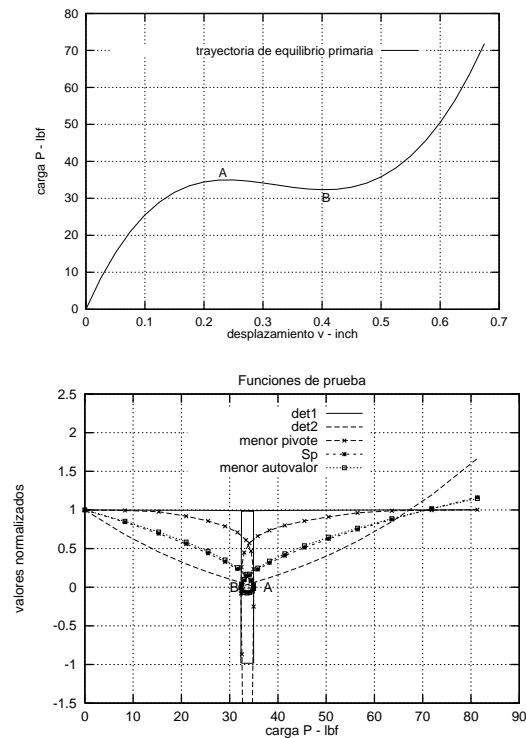 80
70
60
50
40
30
20
10
0
carga P - lbf
trayectoria de equilibrio primaria
A
B
0 0.1 0.2 0.3 0.4 0.5 0.6 0.7
desplazamiento v - inch
Funciones de prueba
2.5
2
1.5
1
0.5
0
-0.5
-1
-1.5
valores normalizados
det1
det2
menor pivote
Sp
menor autovalor
B A
0 10 20 30 40 50 60 70 80 90
carga P - lbf